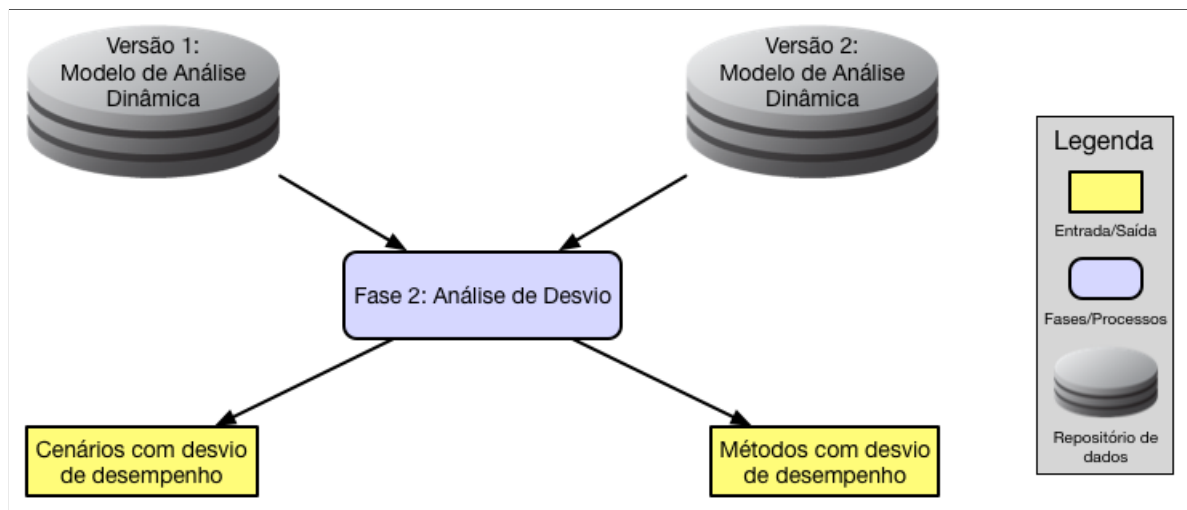 Versão 1:
Modelo de Análise
Dinâmica
Versão 2:
Modelo de Análise
Dinâmica
Legenda
Entrada/Saída
Fases/Processos
Repositório de
dados
Fase 2: Análise de Desvio
Cenários com desvio
de desempenho
Métodos com desvio
de desempenho